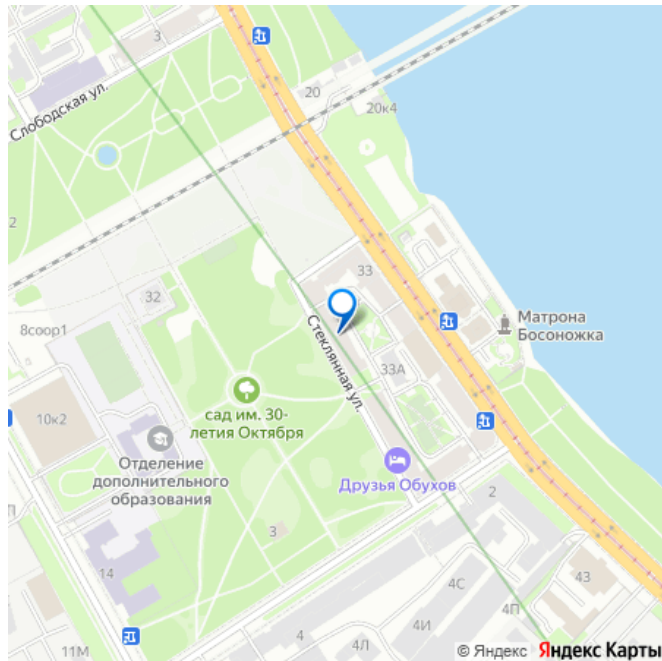 3
Слободская ул.
20
20к4
2
33
32
8соор1
Стеклянная ул.
Матрона
Босоножка
33А
10к2
сад им. 30-
летия Октября
Отделение
дополнительного
образования
Друзья Обухов
2
3
14
4С
43
4П
4И
4
4Л
11М
© Яндекс Яндекс Карты